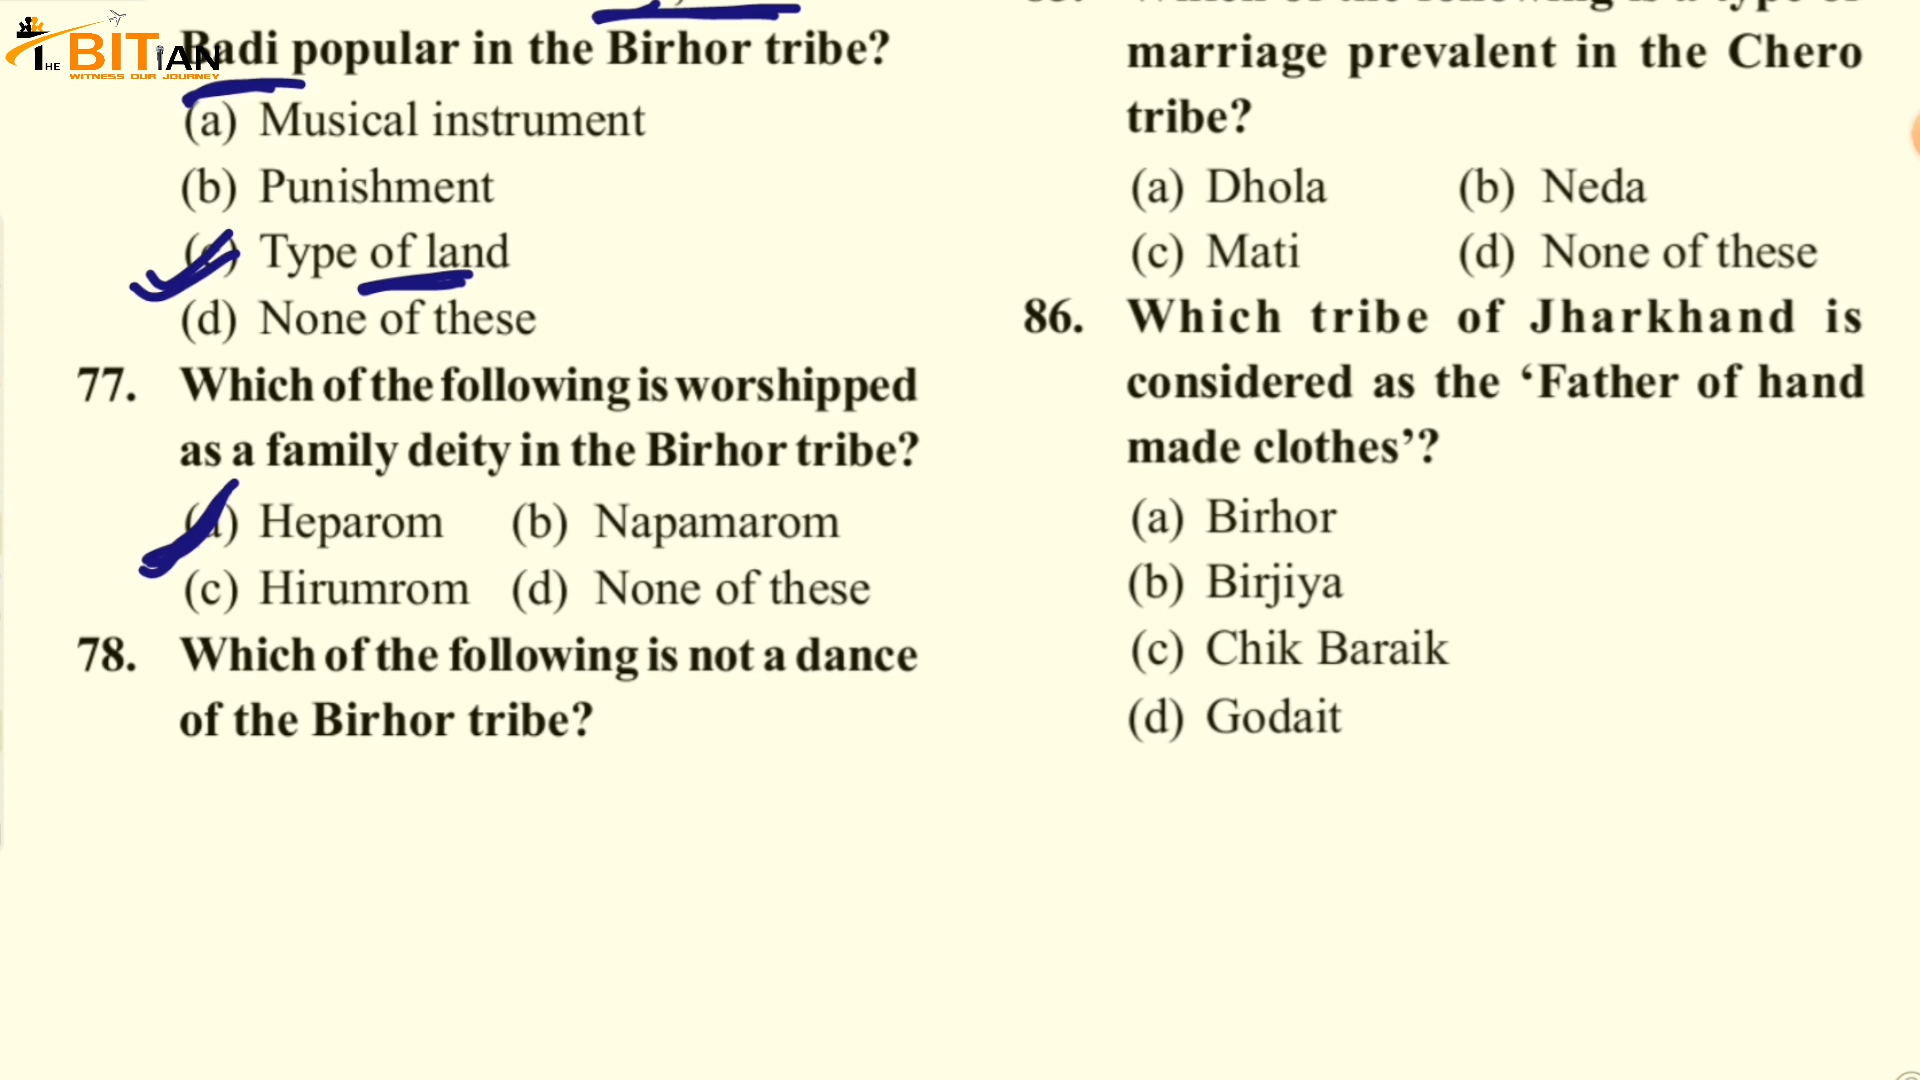 THE BITIAN
WITNESS OUR JOURNEY
Badi popular in the Birhor tribe?
(a) Musical instrument
(b) Punishment
(c) Type of land
(d) None of these
77. Which of the following is worshipped
as a family deity in the Birhor tribe?
(a) Heparom (b) Napamarom
(c) Hirumrom (d) None of these
78. Which of the following is not a dance
of the Birhor tribe?
marriage prevalent in the Chero
tribe?
(a) Dhola (b) Neda
(c) Mati (d) None of these
86. Which tribe of Jharkhand is
considered as the ‘Father of hand
made clothes’?
(a) Birhor
(b) Birjiya
(c) Chik Baraik
(d) Godait